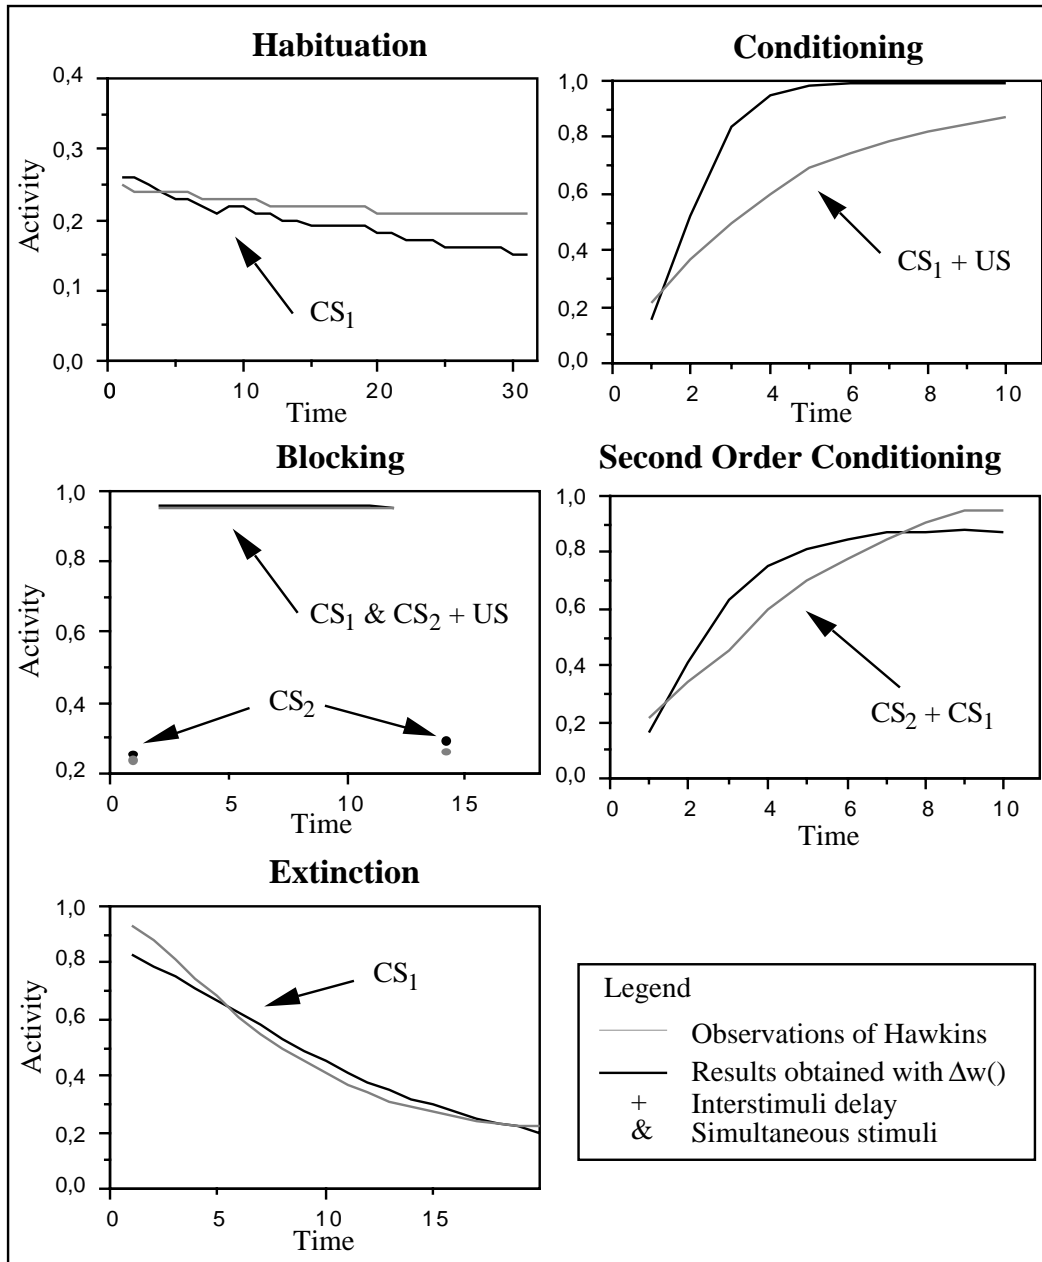 Habituation
0,4
0,3
0,2
0,1
0,0
Activity
CS1
0
10
20
30
Time
Conditioning
1,0
0,8
0,6
0,4
0,2
0,0
CS1 + US
0
2
4
6
8
10
Time
Blocking
1,0
0,8
0,6
0,4
0,2
Activity
CS1 & CS2 + US
CS2
0
5
10
15
Time
Second Order Conditioning
1,0
0,8
0,6
0,4
0,2
0,0
CS2 + CS1
0
2
4
6
8
10
Time
Extinction
1,0
0,8
0,6
0,4
0,2
0,0
Activity
CS1
0
5
10
15
Time
Legend
Observations of Hawkins
Results obtained with Δw()
+ Interstimuli delay
& Simultaneous stimuli